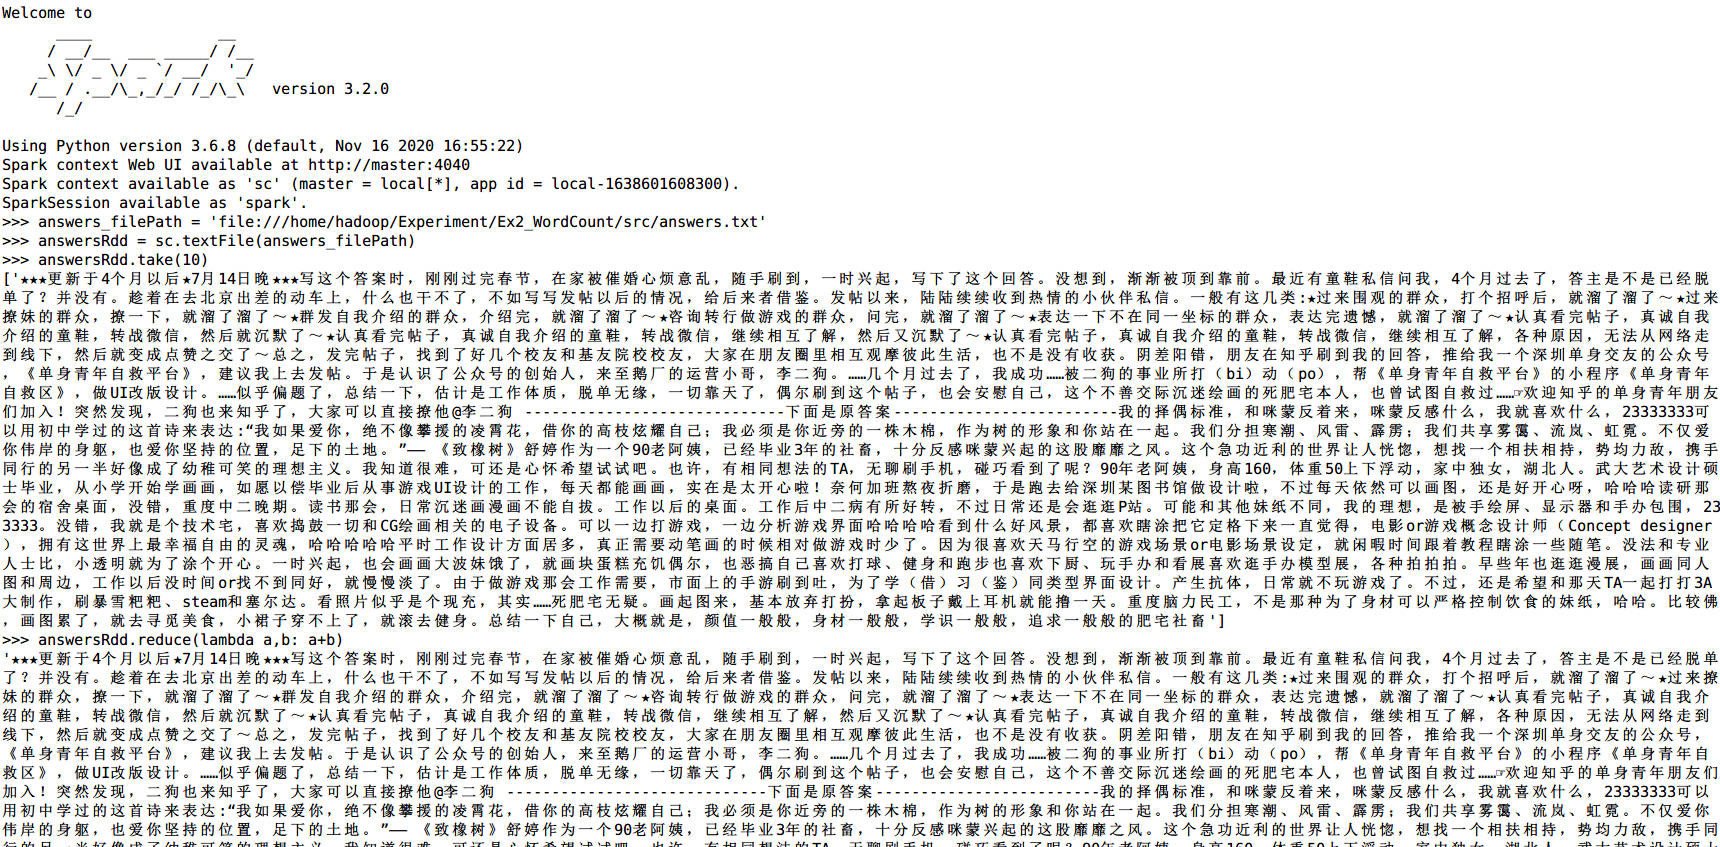 Welcome to
      ____              __
     / __/__  ___ _____/ /__
    _\ \/ _ \/ _ `/ __/  '_/
   /__ / .__/\_,_/_/ /_/\_\   version 3.2.0
      /_/
Using Python version 3.6.8 (default, Nov 16 2020 16:55:22)
Spark context Web UI available at http://master:4040
Spark context available as 'sc' (master = local[*], app id = local-1638601608300).
SparkSession available as 'spark'.
>>> answers_filePath = 'file:///home/hadoop/Experiment/Ex2_WordCount/src/answers.txt'
>>> answersRdd = sc.textFile(answers_filePath)
>>> answersRdd.take(10)
['★★★更新于4个月以后★7月14日晚★★★写这个答案时，刚刚过完春节，在家被催婚心烦意乱，随手刷到，一时兴起，写下了这个回答。没想到，渐渐被顶到靠前。最近有童鞋私信问我，4个月过去了，答主是不是已经脱
单了？并没有。趁着在去北京出差的动车上，什么也干不了，不如写写发帖以后的情况，给后来者借鉴。发帖以来，陆陆续续收到热情的小伙伴私信。一般有这几类:★过来围观的群众，打个招呼后，就溜了溜了～★过来
撩妹的群众，撩一下，就溜了溜了～★群发自我介绍的群众，介绍完，就溜了溜了～★咨询转行做游戏的群众，问完，就溜了溜了～★表达一下不在同一坐标的群众，表达完遗憾，就溜了溜了～★认真看完帖子，真诚自我
介绍的童鞋，转战微信，然后就沉默了～★认真看完帖子，真诚自我介绍的童鞋，转战微信，继续相互了解，然后又沉默了～★认真看完帖子，真诚自我介绍的童鞋，转战微信，继续相互了解，各种原因，无法从网络走
到线下，然后就变成点赞之交了～总之，发完帖子，找到了好几个校友和基友院校校友，大家在朋友圈里相互观摩彼此生活，也不是没有收获。阴差阳错，朋友在知乎刷到我的回答，推给我一个深圳单身交友的公众号
，《单身青年自救平台》，建议我上去发帖。于是认识了公众号的创始人，来至鹅厂的运营小哥，李二狗。……几个月过去了，我成功……被二狗的事业所打（bi）动（po），帮《单身青年自救平台》的小程序《单身青年
自救区》，做UI改版设计。……似乎偏题了，总结一下，估计是工作体质，脱单无缘，一切靠天了，偶尔刷到这个帖子，也会安慰自己，这个不善交际沉迷绘画的死肥宅本人，也曾试图自救过……☞欢迎知乎的单身青年朋友
们加入！突然发现，二狗也来知乎了，大家可以直接撩他@李二狗 -----------------------------下面是原答案-------------------------我的择偶标准，和咪蒙反着来，咪蒙反感什么，我就喜欢什么，23333333可
以用初中学过的这首诗来表达:“我如果爱你，绝不像攀援的凌霄花，借你的高枝炫耀自己；我必须是你近旁的一株木棉，作为树的形象和你站在一起。我们分担寒潮、风雷、霹雳；我们共享雾霭、流岚、虹霓。不仅爱
你伟岸的身躯，也爱你坚持的位置，足下的土地。”—— 《致橡树》舒婷作为一个90老阿姨，已经毕业3年的社畜，十分反感咪蒙兴起的这股靡靡之风。这个急功近利的世界让人恍惚，想找一个相扶相持，势均力敌，携手
同行的另一半好像成了幼稚可笑的理想主义。我知道很难，可还是心怀希望试试吧。也许，有相同想法的TA，无聊刷手机，碰巧看到了呢？90年老阿姨，身高160，体重50上下浮动，家中独女，湖北人。武大艺术设计硕
士毕业，从小学开始学画画，如愿以偿毕业后从事游戏UI设计的工作，每天都能画画，实在是太开心啦！奈何加班熬夜折磨，于是跑去给深圳某图书馆做设计啦，不过每天依然可以画图，还是好开心呀，哈哈哈读研那
会的宿舍桌面，没错，重度中二晚期。读书那会，日常沉迷画漫画不能自拔。工作以后的桌面。工作后中二病有所好转，不过日常还是会逛逛P站。可能和其他妹纸不同，我的理想，是被手绘屏、显示器和手办包围，23
3333。没错，我就是个技术宅，喜欢捣鼓一切和CG绘画相关的电子设备。可以一边打游戏，一边分析游戏界面哈哈哈哈看到什么好风景，都喜欢瞎涂把它定格下来一直觉得，电影or游戏概念设计师（Concept designer
），拥有这世界上最幸福自由的灵魂，哈哈哈哈哈平时工作设计方面居多，真正需要动笔画的时候相对做游戏时少了。因为很喜欢天马行空的游戏场景or电影场景设定，就闲暇时间跟着教程瞎涂一些随笔。没法和专业
人士比，小透明就为了涂个开心。一时兴起，也会画画大波妹饿了，就画块蛋糕充饥偶尔，也恶搞自己喜欢打球、健身和跑步也喜欢下厨、玩手办和看展喜欢逛手办模型展，各种拍拍拍。早些年也逛逛漫展，画画同人
图和周边，工作以后没时间or找不到同好，就慢慢淡了。由于做游戏那会工作需要，市面上的手游刷到吐，为了学（借）习（鉴）同类型界面设计。产生抗体，日常就不玩游戏了。不过，还是希望和那天TA一起打打3A
大制作，刷暴雪粑粑、steam和塞尔达。看照片似乎是个现充，其实……死肥宅无疑。画起图来，基本放弃打扮，拿起板子戴上耳机就能撸一天。重度脑力民工，不是那种为了身材可以严格控制饮食的妹纸，哈哈。比较佛
，画图累了，就去寻觅美食，小裙子穿不上了，就滚去健身。总结一下自己，大概就是，颜值一般般，身材一般般，学识一般般，追求一般般的肥宅社畜']
>>> answersRdd.reduce(lambda a,b: a+b)
'★★★更新于4个月以后★7月14日晚★★★写这个答案时，刚刚过完春节，在家被催婚心烦意乱，随手刷到，一时兴起，写下了这个回答。没想到，渐渐被顶到靠前。最近有童鞋私信问我，4个月过去了，答主是不是已经脱单
了？并没有。趁着在去北京出差的动车上，什么也干不了，不如写写发帖以后的情况，给后来者借鉴。发帖以来，陆陆续续收到热情的小伙伴私信。一般有这几类:★过来围观的群众，打个招呼后，就溜了溜了～★过来撩
妹的群众，撩一下，就溜了溜了～★群发自我介绍的群众，介绍完，就溜了溜了～★咨询转行做游戏的群众，问完，就溜了溜了～★表达一下不在同一坐标的群众，表达完遗憾，就溜了溜了～★认真看完帖子，真诚自我介
绍的童鞋，转战微信，然后就沉默了～★认真看完帖子，真诚自我介绍的童鞋，转战微信，继续相互了解，然后又沉默了～★认真看完帖子，真诚自我介绍的童鞋，转战微信，继续相互了解，各种原因，无法从网络走到
线下，然后就变成点赞之交了～总之，发完帖子，找到了好几个校友和基友院校校友，大家在朋友圈里相互观摩彼此生活，也不是没有收获。阴差阳错，朋友在知乎刷到我的回答，推给我一个深圳单身交友的公众号，
《单身青年自救平台》，建议我上去发帖。于是认识了公众号的创始人，来至鹅厂的运营小哥，李二狗。……几个月过去了，我成功……被二狗的事业所打（bi）动（po），帮《单身青年自救平台》的小程序《单身青年自
救区》，做UI改版设计。……似乎偏题了，总结一下，估计是工作体质，脱单无缘，一切靠天了，偶尔刷到这个帖子，也会安慰自己，这个不善交际沉迷绘画的死肥宅本人，也曾试图自救过……☞欢迎知乎的单身青年朋友们
加入！突然发现，二狗也来知乎了，大家可以直接撩他@李二狗 -----------------------------下面是原答案-------------------------我的择偶标准，和咪蒙反着来，咪蒙反感什么，我就喜欢什么，23333333可以
用初中学过的这首诗来表达:“我如果爱你，绝不像攀援的凌霄花，借你的高枝炫耀自己；我必须是你近旁的一株木棉，作为树的形象和你站在一起。我们分担寒潮、风雷、霹雳；我们共享雾霭、流岚、虹霓。不仅爱你
伟岸的身躯，也爱你坚持的位置，足下的土地。”—— 《致橡树》舒婷作为一个90老阿姨，已经毕业3年的社畜，十分反感咪蒙兴起的这股靡靡之风。这个急功近利的世界让人恍惚，想找一个相扶相持，势均力敌，携手同